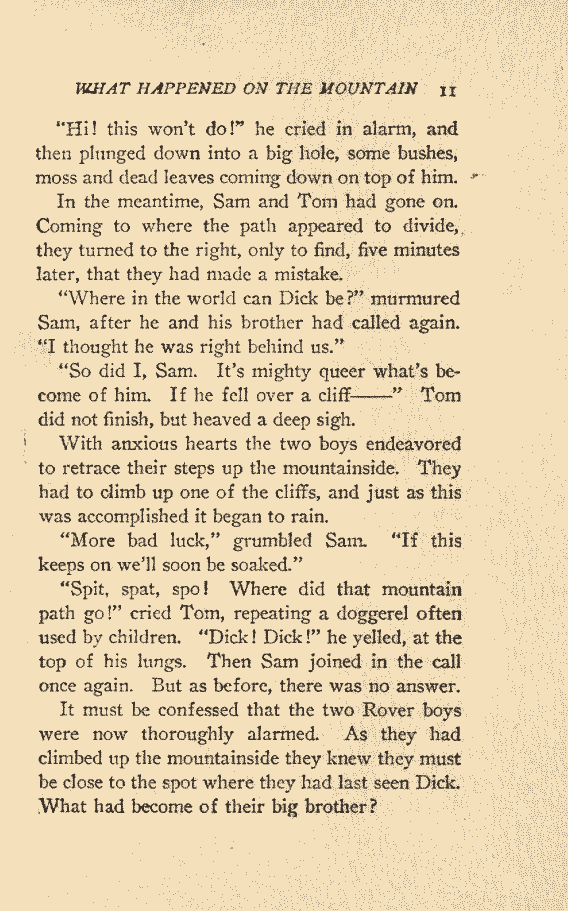 WHAT HAPPENED ON THE MOUNTAIN 11
"Hi! this won't do!" he cried in alarm, and
then plunged down into a big hole, some bushes,
moss and dead leaves coming down on top of him.
In the meantime, Sam and Tom had gone on.
Coming to where the path appeared to divide,
they turned to the right, only to find, five minutes
later, that they had made a mistake.
"Where in the world can Dick be?" murmured
Sam, after he and his brother had called again.
"I thought he was right behind us."
"So did I, Sam. It's mighty queer what's be-
come of him. If he fell over a cliff——" Tom
did not finish, but heaved a deep sigh.
With anxious hearts the two boys endeavored
to retrace their steps up the mountainside. They
had to climb up one of the cliffs, and just as this
was accomplished it began to rain.
"More bad luck," grumbled Sam. "If this
keeps on we'll soon be soaked."
"Spit, spat, spo! Where did that mountain
path go!" cried Tom, repeating a doggerel often
used by children. "Dick! Dick!" he yelled, at the
top of his lungs. Then Sam joined in the call
once again. But as before, there was no answer.
It must be confessed that the two Rover boys
were now thoroughly alarmed. As they had
climbed up the mountainside they knew they must
be close to the spot where they had last seen Dick.
What had become of their big brother?